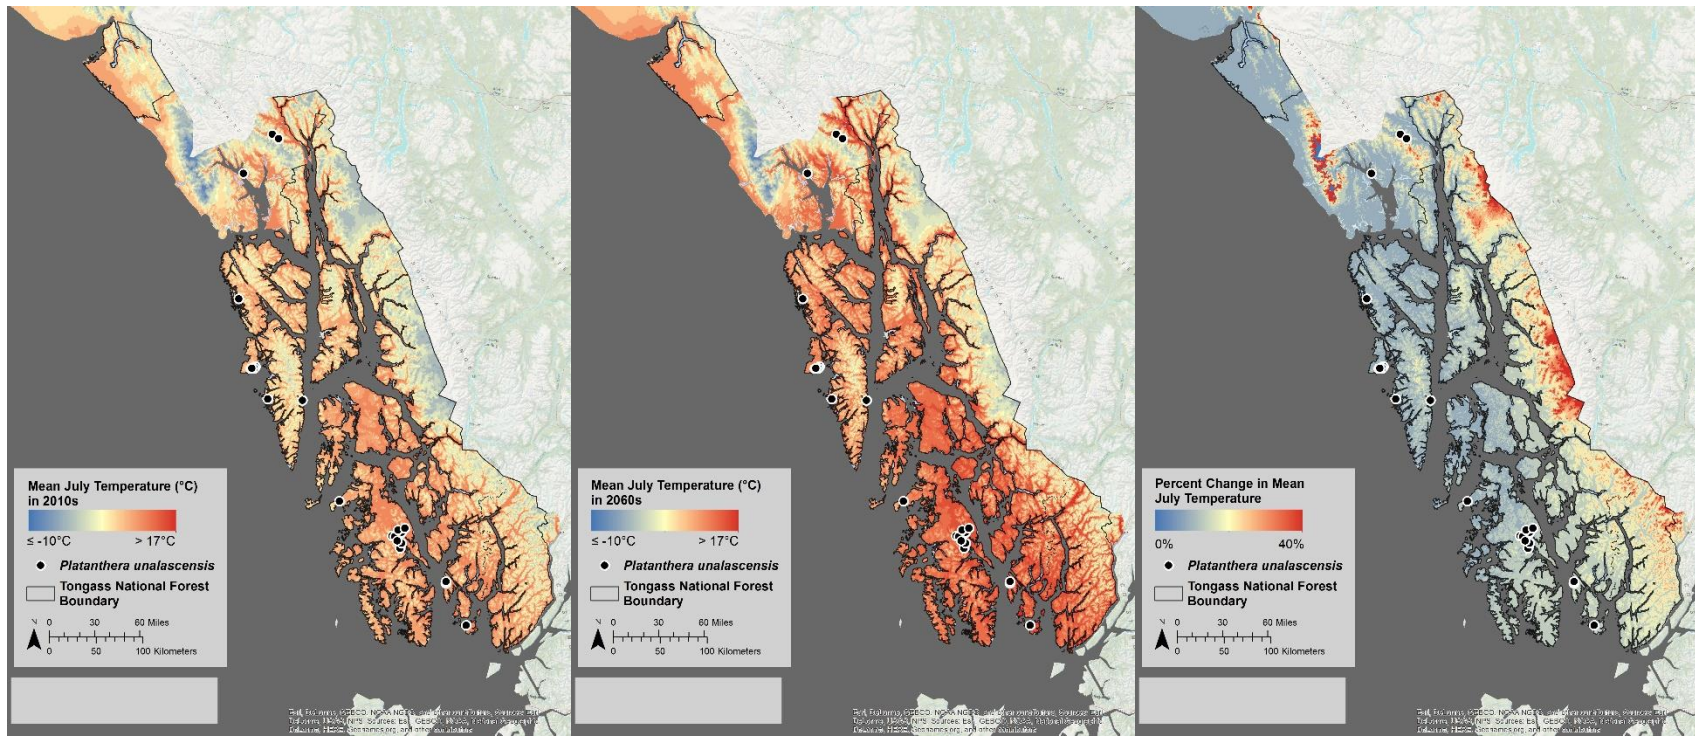 Mean July Temperature (°C)
in 2010s
≤ -10°C > 17°C
Platanthera unalascensis
Tongass National Forest
Boundary
0 30 60 Miles
0 50 100 Kilometers
Mean July Temperature (°C)
in 2060s
≤ -10°C > 17°C
Platanthera unalascensis
Tongass National Forest
Boundary
0 30 60 Miles
0 50 100 Kilometers
Percent Change in Mean
July Temperature
0% 40%
Platanthera unalascensis
Tongass National Forest
Boundary
0 30 60 Miles
0 50 100 Kilometers